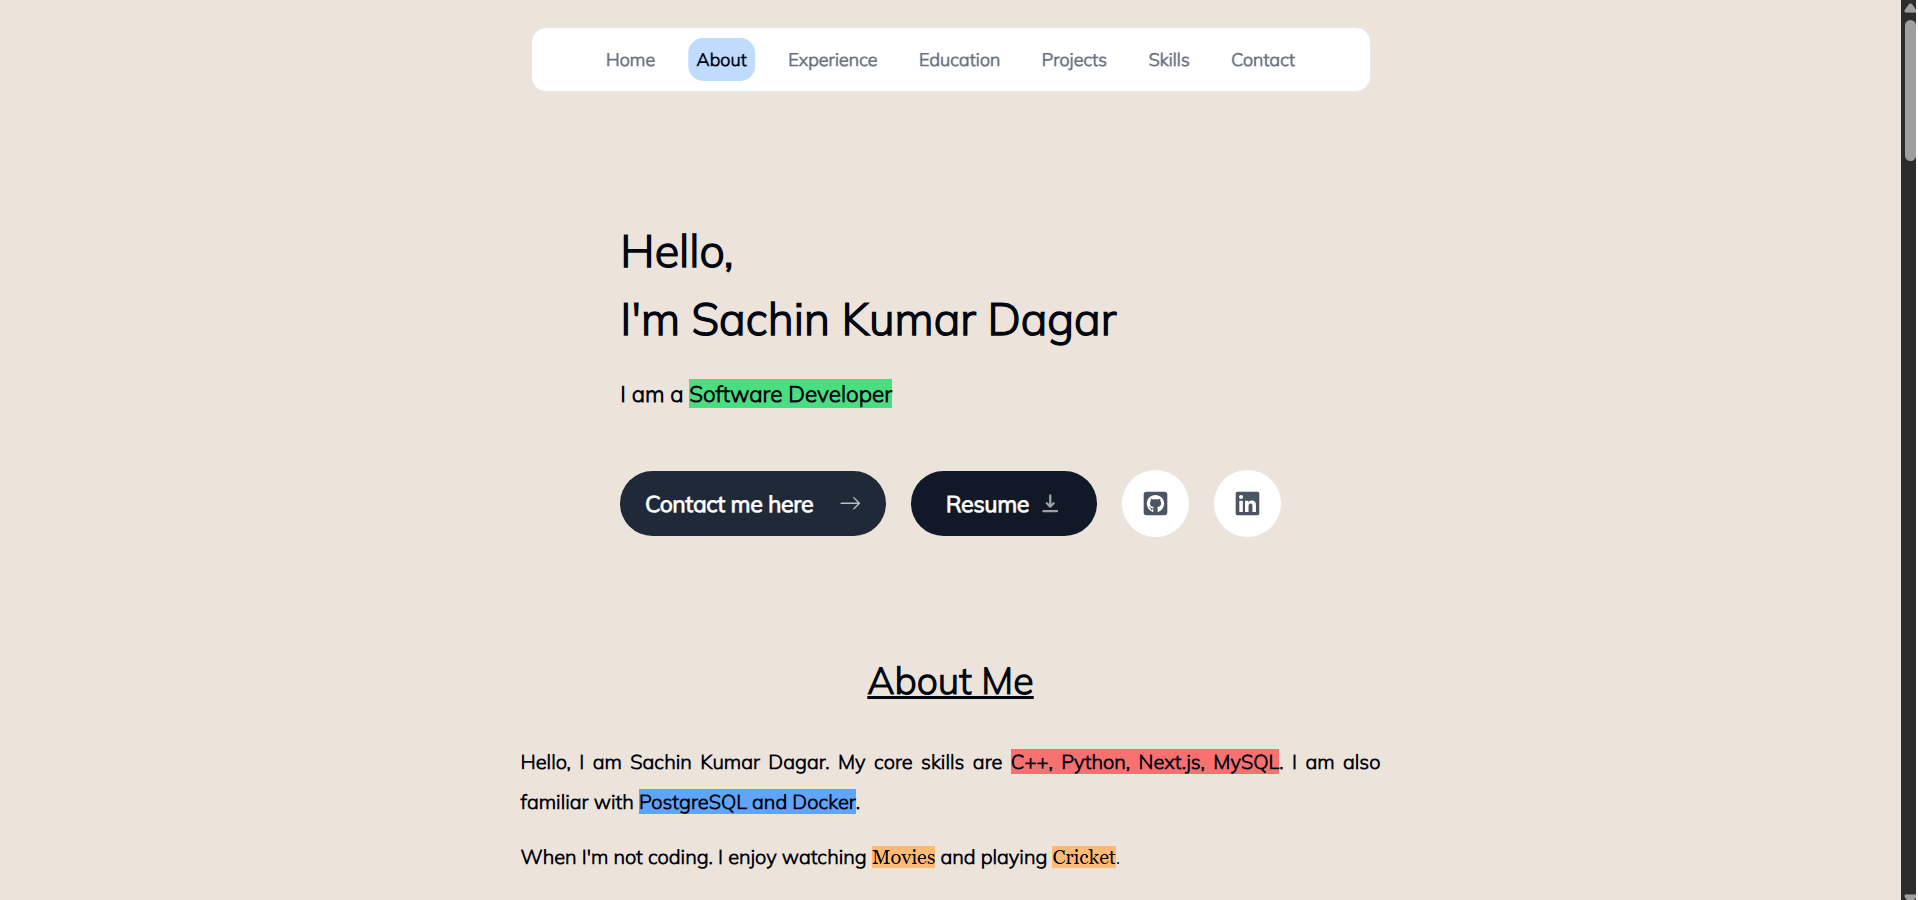 Home About Experience Education Projects Skills Contact
Hello,
I'm Sachin Kumar Dagar
I am a Software Developer
Contact me here Resume
About Me
Hello, I am Sachin Kumar Dagar. My core skills are C++, Python, Next.js, MySQL. I am also
familiar with PostgreSQL and Docker.
When I'm not coding. I enjoy watching Movies and playing Cricket.